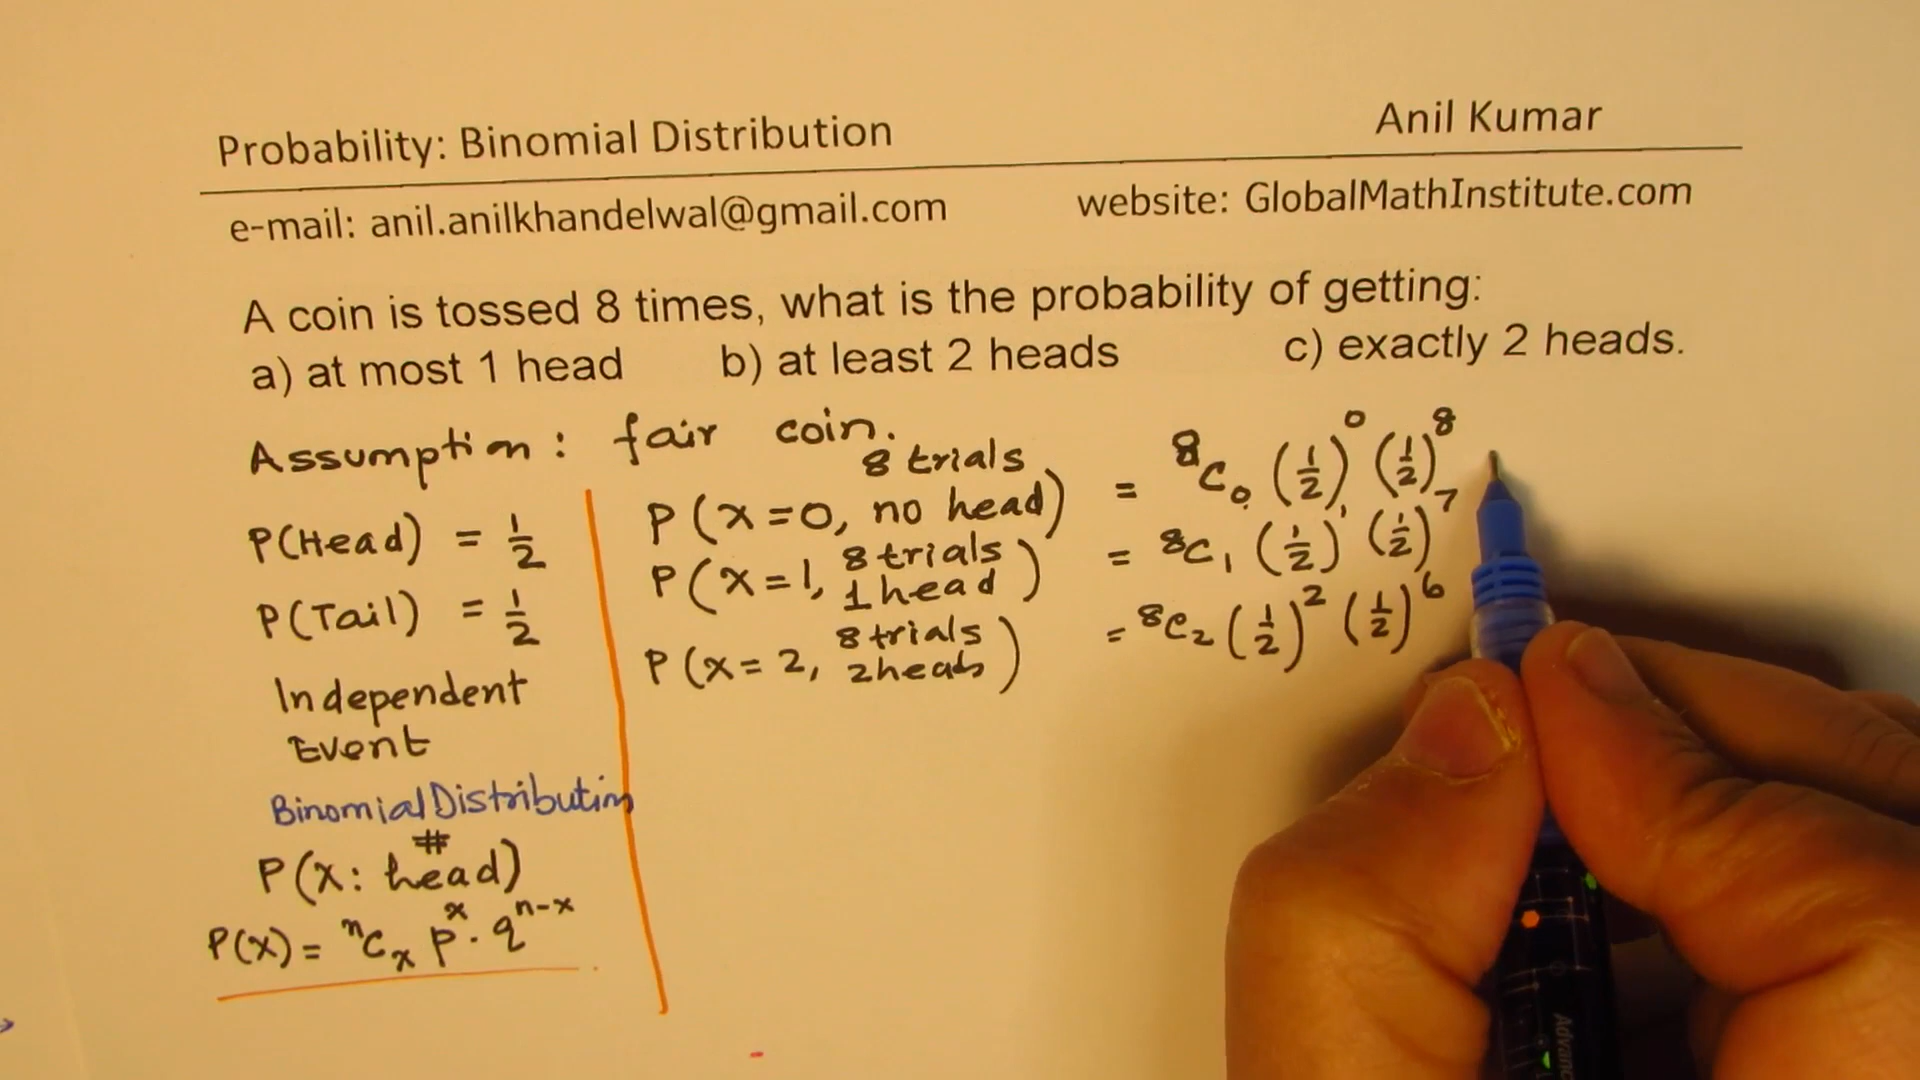 Probability: Binomial Distribution
Anil Kumar
e-mail: anil.anilkhandelwal@gmail.com
website: GlobalMathInstitute.com
A coin is tossed 8 times, what is the probability of getting:
a) at most 1 head b) at least 2 heads c) exactly 2 heads.
Assumption: fair coin.
P(Head) = 1/2
P(Tail) = 1/2
Independent
Event
Binomial Distribution
P(X: # head)
P(x) = ⁿCₓ pˣ · qⁿ⁻ˣ
8 trials
P(x=0, no head) = ⁸C₀ (1/2)⁰ (1/2)⁸
P(x=1, 8 trials 1 head) = ⁸C₁ (1/2)¹ (1/2)⁷
P(x=2, 8 trials 2 heads) = ⁸C₂ (1/2)² (1/2)⁶